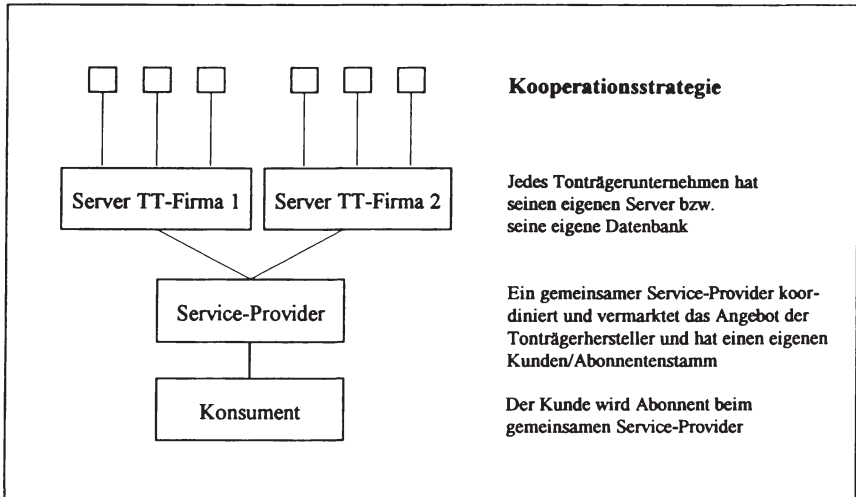 Kooperationsstrategie
Server TT-Firma 1
Server TT-Firma 2
Jedes Tonträgerunternehmen hat
seinen eigenen Server bzw.
seine eigene Datenbank
Service-Provider
Ein gemeinsamer Service-Provider koor-
diniert und vermarktet das Angebot der
Tonträgerhersteller und hat einen eigenen
Kunden/Abonnentenstamm
Konsument
Der Kunde wird Abonnent beim
gemeinsamen Service-Provider